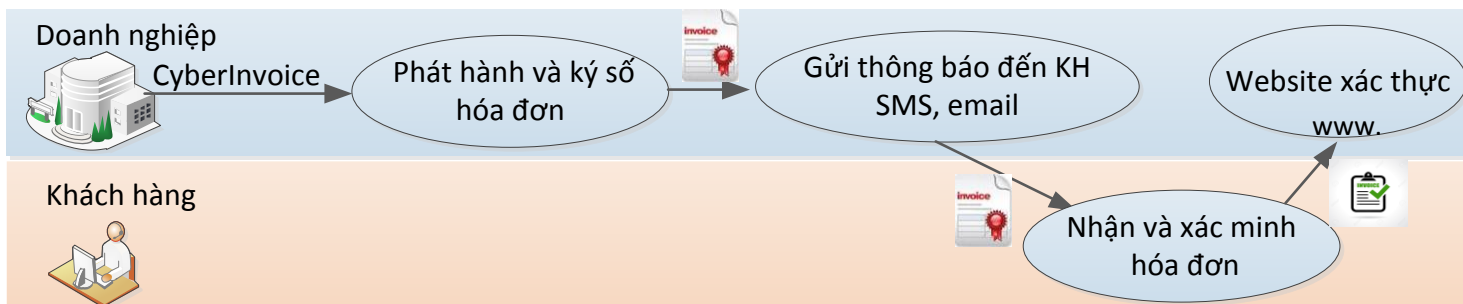 Doanh nghiệp
CyberInvoice
Phát hành và ký số
hóa đơn
invoice
Gửi thông báo đến KH
SMS, email
Website xác thực
www.
Khách hàng
invoice
Nhận và xác minh
hóa đơn
INVOICE